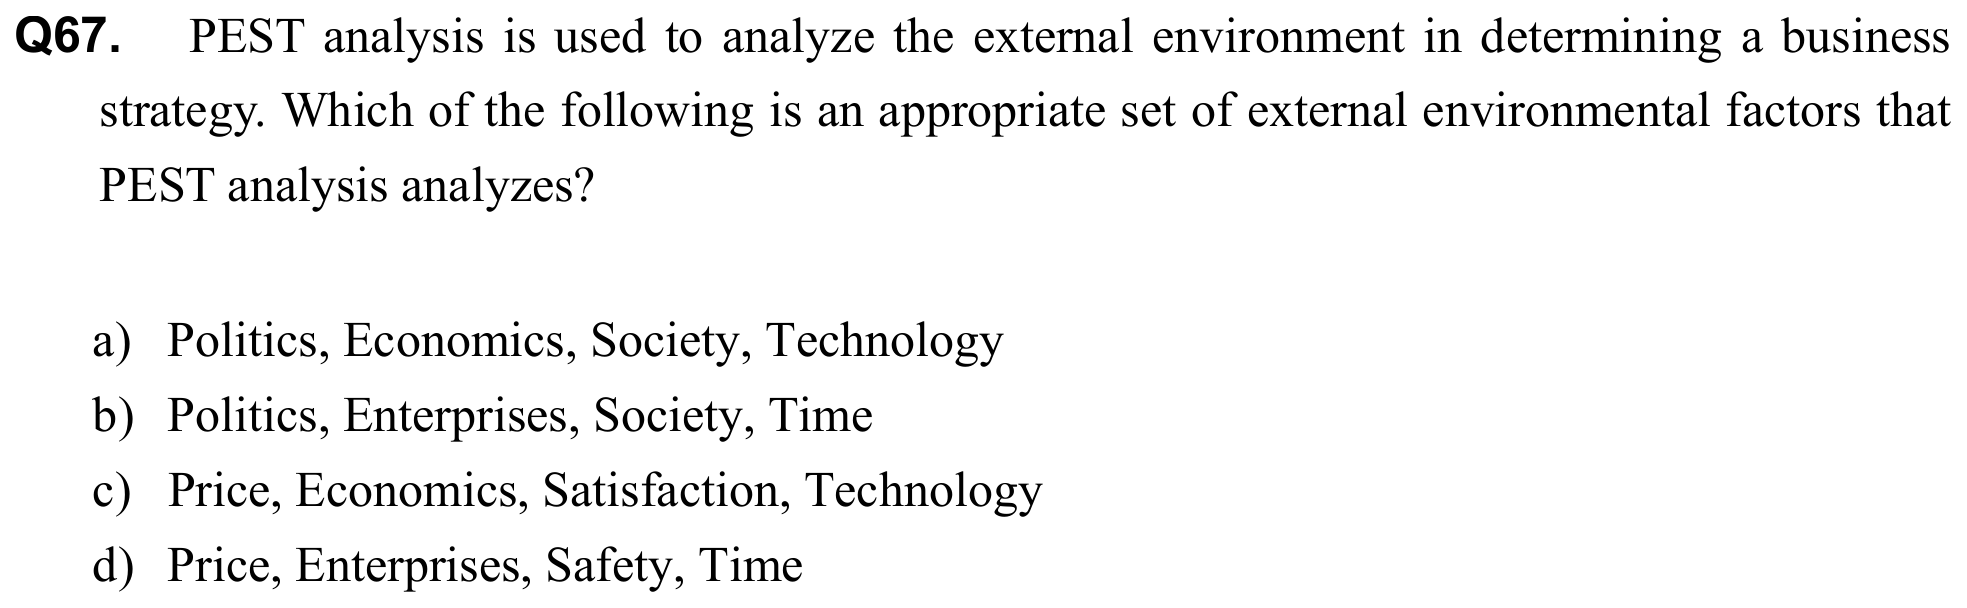 Q67. PEST analysis is used to analyze the external environment in determining a business
strategy. Which of the following is an appropriate set of external environmental factors that
PEST analysis analyzes?
a) Politics, Economics, Society, Technology
b) Politics, Enterprises, Society, Time
c) Price, Economics, Satisfaction, Technology
d) Price, Enterprises, Safety, Time